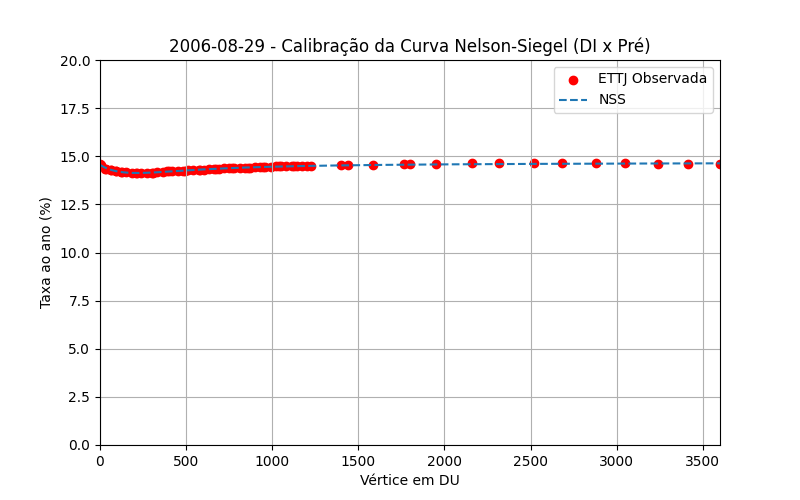 2006-08-29 - Calibração da Curva Nelson-Siegel (DI x Pré)
ETTJ Observada
NSS
Taxa ao ano (%)
20.0
17.5
15.0
12.5
10.0
7.5
5.0
2.5
0.0
0 500 1000 1500 2000 2500 3000 3500
Vértice em DU